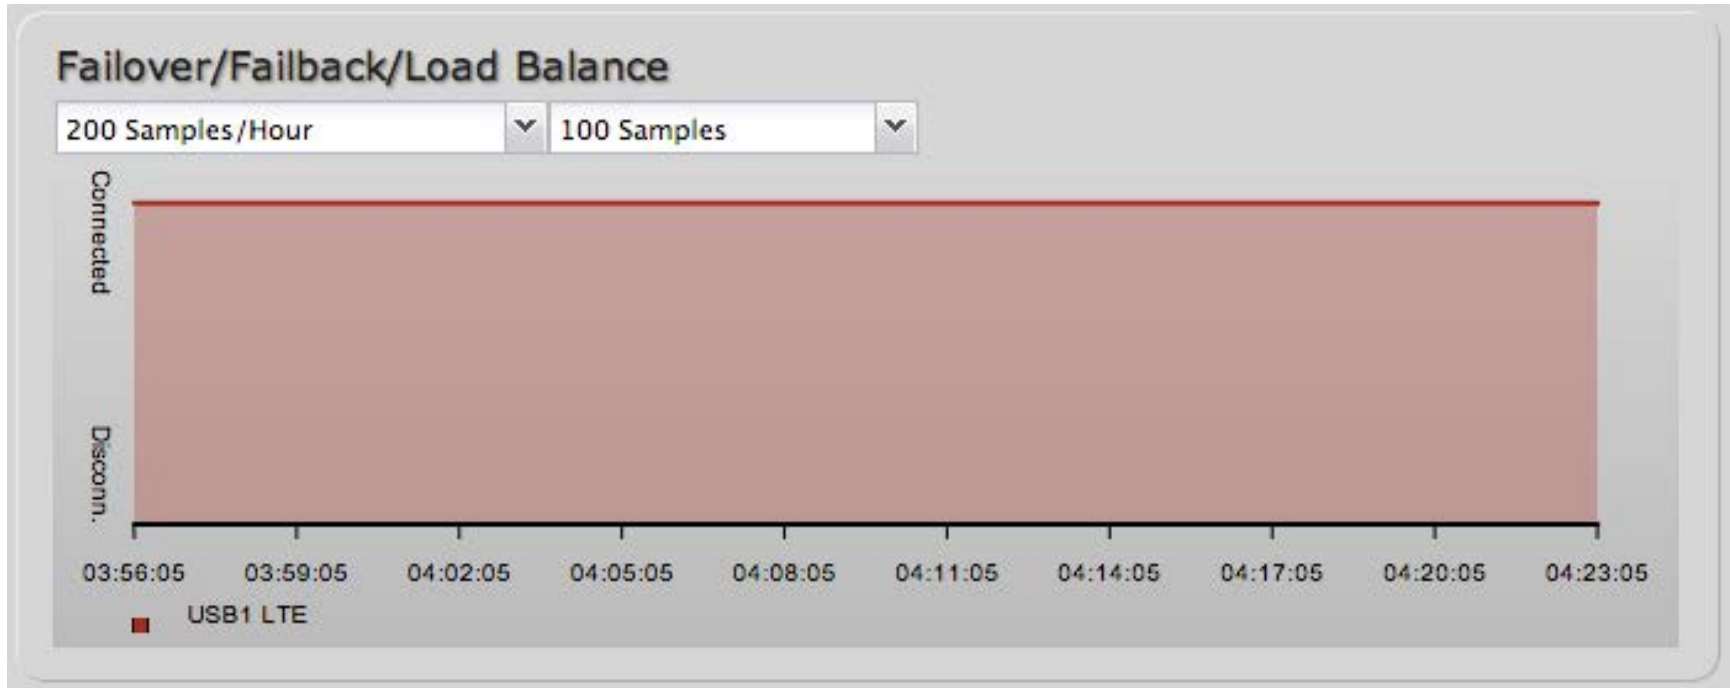 Failover/Failback/Load Balance
200 Samples/Hour 100 Samples
Connected
Disconn.
03:56:05 03:59:05 04:02:05 04:05:05 04:08:05 04:11:05 04:14:05 04:17:05 04:20:05 04:23:05
USB1 LTE